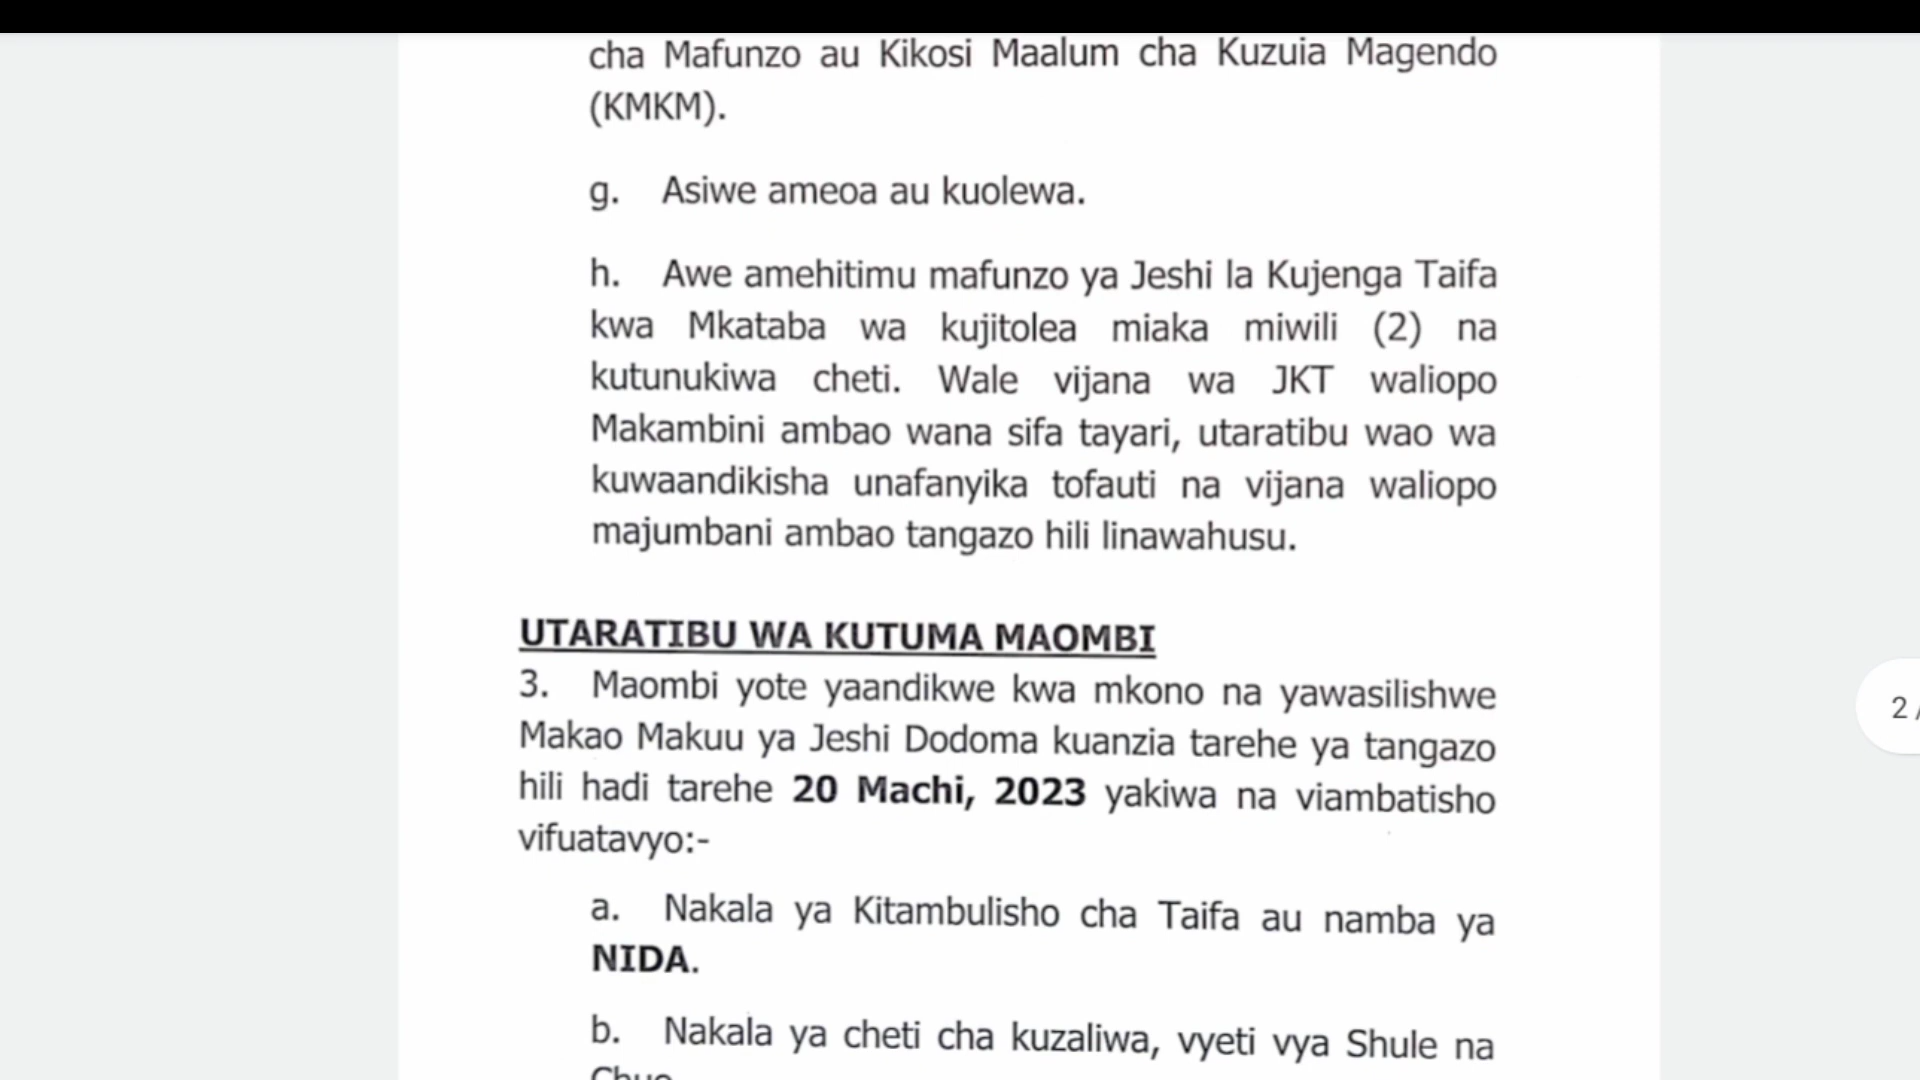 cha Mafunzo au Kikosi Maalum cha Kuzuia Magendo
(KMKM).
g. Asiwe ameoa au kuolewa.
h. Awe amehitimu mafunzo ya Jeshi la Kujenga Taifa
kwa Mkataba wa kujitolea miaka miwili (2) na
kutunukiwa cheti. Wale vijana wa JKT waliopo
Makambini ambao wana sifa tayari, utaratibu wao wa
kuwaandikisha unafanyika tofauti na vijana waliopo
majumbani ambao tangazo hili linawahusu.
UTARATIBU WA KUTUMA MAOMBI
3. Maombi yote yaandikwe kwa mkono na yawasilishwe
Makao Makuu ya Jeshi Dodoma kuanzia tarehe ya tangazo
hili hadi tarehe 20 Machi, 2023 yakiwa na viambatisho
vifuatavyo:-
2 /
a. Nakala ya Kitambulisho cha Taifa au namba ya
NIDA.
b. Nakala ya cheti cha kuzaliwa, vyeti vya Shule na